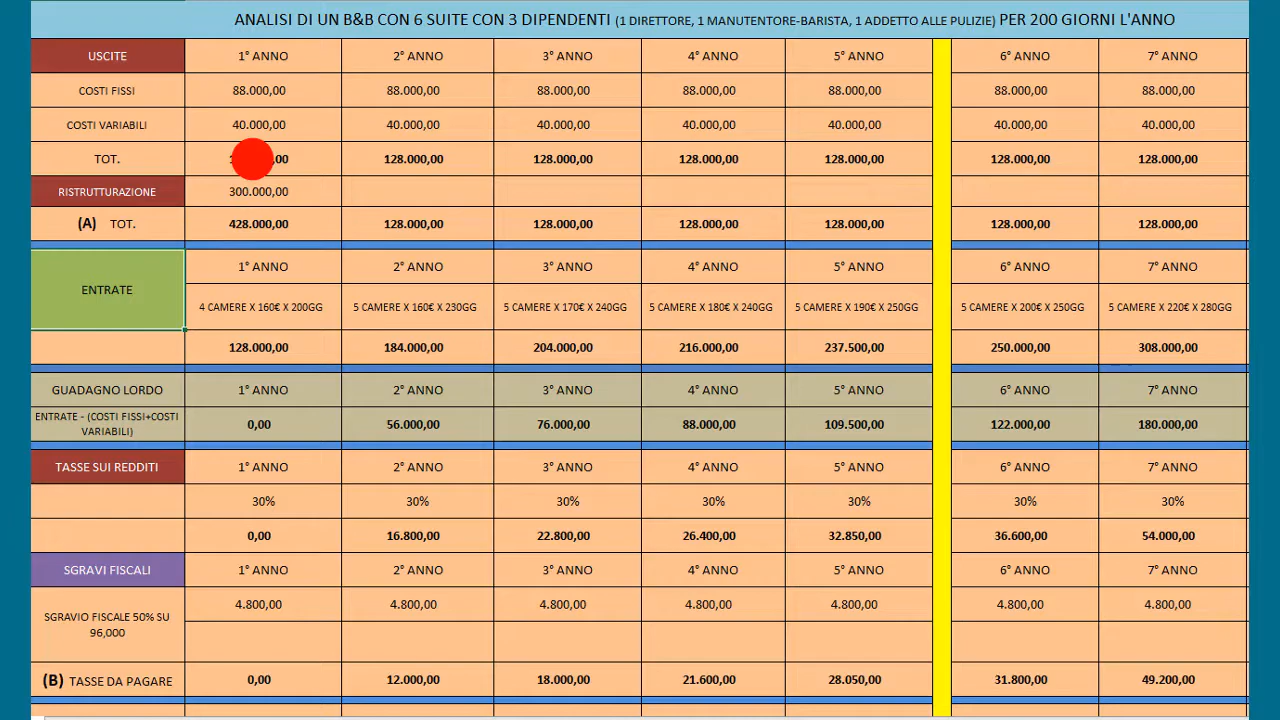 ANALISI DI UN B&B CON 6 SUITE CON 3 DIPENDENTI (1 DIRETTORE, 1 MANUTENTORE-BARISTA, 1 ADDETTO ALLE PULIZIE) PER 200 GIORNI L'ANNO
USCITE 1° ANNO 2° ANNO 3° ANNO 4° ANNO 5° ANNO 6° ANNO 7° ANNO
COSTI FISSI 88.000,00 88.000,00 88.000,00 88.000,00 88.000,00 88.000,00 88.000,00
COSTI VARIABILI 40.000,00 40.000,00 40.000,00 40.000,00 40.000,00 40.000,00 40.000,00
TOT. 128.000,00 128.000,00 128.000,00 128.000,00 128.000,00 128.000,00
RISTRUTTURAZIONE 300.000,00
(A) TOT. 428.000,00 128.000,00 128.000,00 128.000,00 128.000,00 128.000,00 128.000,00
ENTRATE 1° ANNO 2° ANNO 3° ANNO 4° ANNO 5° ANNO 6° ANNO 7° ANNO
4 CAMERE X 160€ X 200GG 5 CAMERE X 160€ X 230GG 5 CAMERE X 170€ X 240GG 5 CAMERE X 180€ X 240GG 5 CAMERE X 190€ X 250GG 5 CAMERE X 200€ X 250GG 5 CAMERE X 220€ X 280GG
128.000,00 184.000,00 204.000,00 216.000,00 237.500,00 250.000,00 308.000,00
GUADAGNO LORDO 1° ANNO 2° ANNO 3° ANNO 4° ANNO 5° ANNO 6° ANNO 7° ANNO
ENTRATE - (COSTI FISSI+COSTI
VARIABILI) 0,00 56.000,00 76.000,00 88.000,00 109.500,00 122.000,00 180.000,00
TASSE SUI REDDITI 1° ANNO 2° ANNO 3° ANNO 4° ANNO 5° ANNO 6° ANNO 7° ANNO
30% 30% 30% 30% 30% 30% 30%
0,00 16.800,00 22.800,00 26.400,00 32.850,00 36.600,00 54.000,00
SGRAVI FISCALI 1° ANNO 2° ANNO 3° ANNO 4° ANNO 5° ANNO 6° ANNO 7° ANNO
4.800,00 4.800,00 4.800,00 4.800,00 4.800,00 4.800,00 4.800,00
SGRAVIO FISCALE 50% SU
96,000
(B) TASSE DA PAGARE 0,00 12.000,00 18.000,00 21.600,00 28.050,00 31.800,00 49.200,00